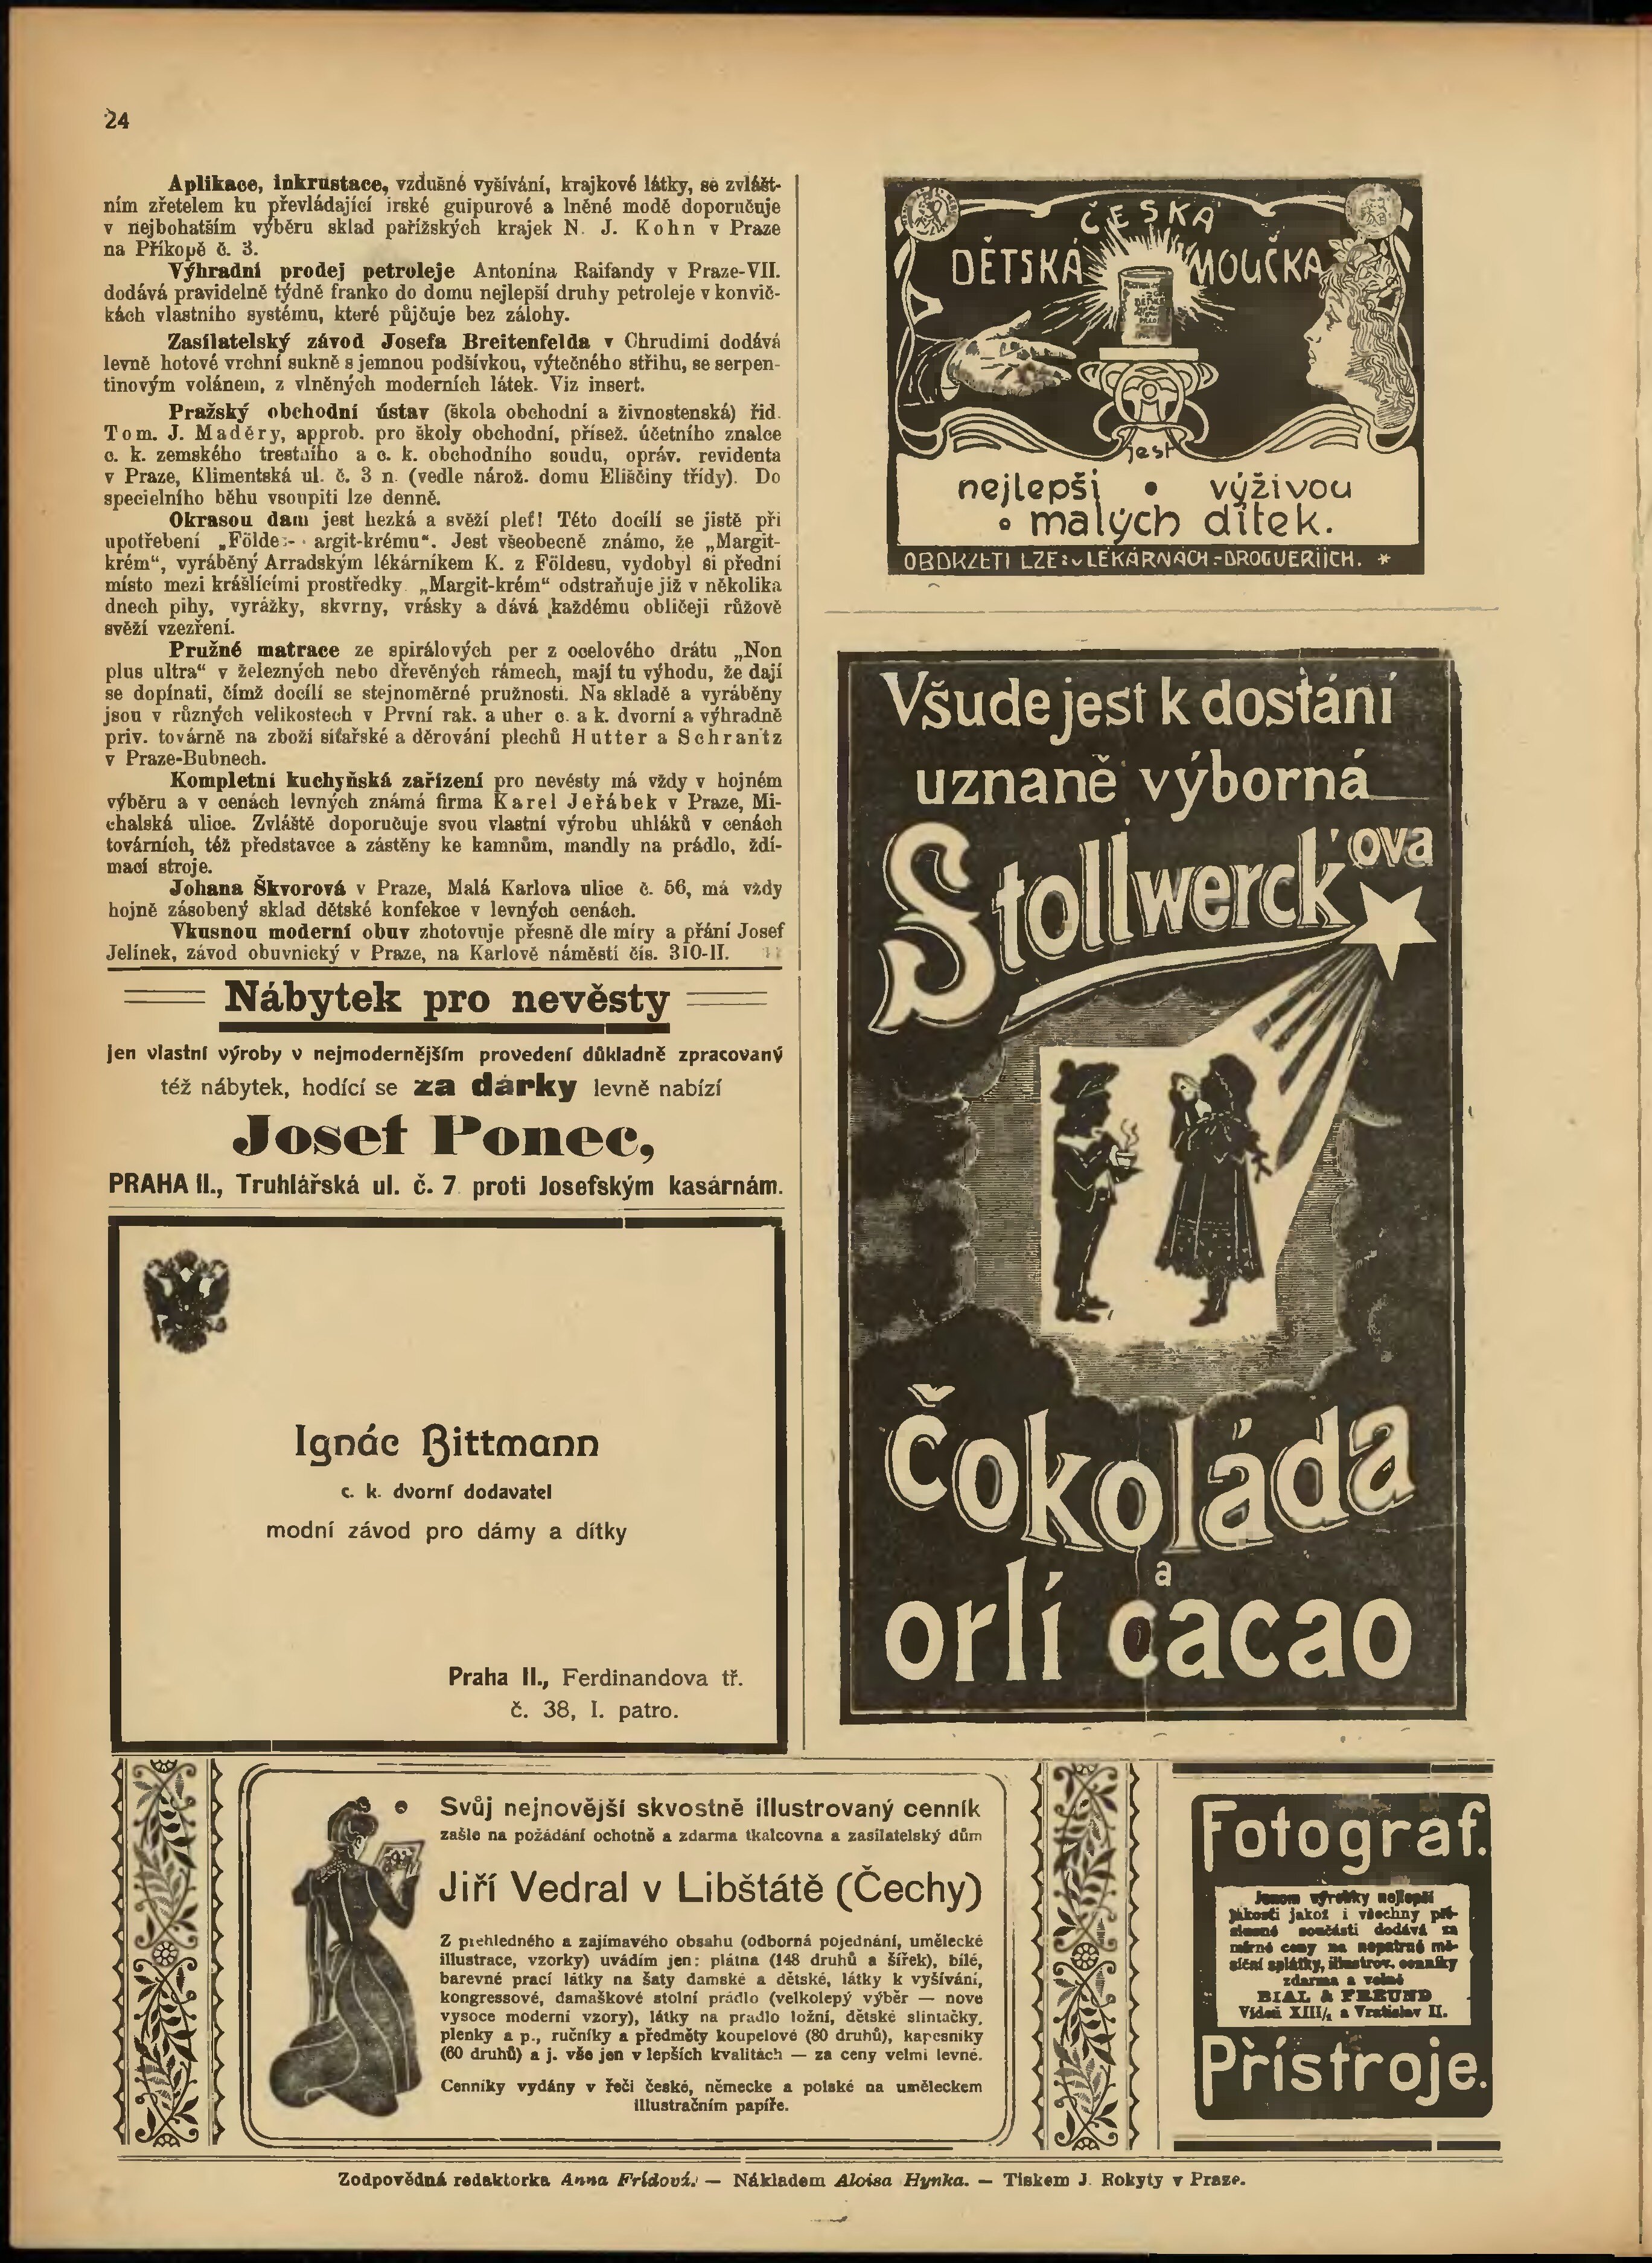 24
Aplikace, inkrustace, vzdušné vyšívání, krajkové látky, se zvlášt-
ním zřetelem ku převládající irské guipurové a lněné modě doporučuje
v nejbohatším výběru sklad pařížských krajek N. J. Kohn v Praze
na Příkopě č. 3.
Výhradní prodej petroleje Antonína Raifandy v Praze-VII.
dodává pravidelně týdně franko do domu nejlepší druhy petroleje v konvič-
kách vlastního systému, které půjčuje bez zálohy.
Zasílatelský závod Josefa Breitenfelda v Chrudimi dodává
levně hotové vrchní sukně s jemnou podšívkou, výtečného střihu, se serpen-
tinovým volánem, z vlněných moderních látek. Viz insert.
Pražský obchodní ústav (škola obchodní a živnostenská) řid.
Tom. J. Maděry, approb. pro školy obchodní, přísež. účetního znalce
c. k. zemského trestního a c. k. obchodního soudu, opráv. revidenta
v Praze, Klimentská ul. č. 3 n. (vedle nárož. domu Eliščiny třídy). Do
specielního běhu vsoupiti lze denně.
Okrasou dam jest hezká a svěží pleť! Této docílí se jistě při
upotřebení „Földe - argit-krému“. Jest všeobecně známo, že „Margit-
krém“, vyráběný Arradským lékárníkem K. z Földesu, vydobyl si přední
místo mezi krášlícími prostředky. „Margit-krém“ odstraňuje již v několika
dnech pihy, vyrážky, skvrny, vrásky a dává každému obličeji růžově
svěží vzezření.
Pružné matrace ze spirálových per z ocelového drátu „Non
plus ultra“ v železných nebo dřevěných rámech, mají tu výhodu, že dají
se dopínati, čímž docílí se stejnoměrné pružnosti. Na skladě a vyráběny
jsou v různých velikostech v První rak. a uher c. a k. dvorní a výhradně
priv. továrně na zboží síťařské a děrování plechů Hutter a Schrantz
v Praze-Bubnech.
Kompletní kuchyňská zařízení pro nevěsty má vždy v hojném
výběru a v cenách levných známá firma Karel Jeřábek v Praze, Mi-
chalská ulice. Zvláště doporučuje svou vlastní výrobu uhláků v cenách
továrních, též představce a zástěny ke kamnům, mandly na prádlo, ždí-
mací stroje.
Johana Škvorová v Praze, Malá Karlova ulice č. 56, má vždy
hojně zásobený sklad dětské konfekce v levných cenách.
Vkusnou moderní obuv zhotovuje přesně dle míry a přání Josef
Jelínek, závod obuvnický v Praze, na Karlově náměstí čís. 310-II.
Nábytek pro nevěsty
jen vlastní výroby v nejmodernějším provedení důkladně zpracovaný
též nábytek, hodící se za dárky levně nabízí
Josef Ponec,
PRAHA II., Truhlářská ul. č. 7 proti Josefským kasárnám.
Ignác Bittmann
c. k. dvorní dodavatel
modní závod pro dámy a dítky
Praha II., Ferdinandova tř.
č. 38, I. patro.
ČESKÁ
DĚTSKÁ MOUČKA
jest
nejlepší • výživou
malých dítek.
OBDRŽETI LZE: v LÉKÁRNÁCH - DROGUERIÍCH. *
Všude jest k dostání
uznaně výborná
Stollwerck'ova
čokoláda
a
orlí cacao
Svůj nejnovější skvostně illustrovaný cenník
zašle na požádání ochotně a zdarma tkalcovna a zasílatelský dům
Jiří Vedral v Libštátě (Čechy)
Z přehledného a zajímavého obsahu (odborná pojednání, umělecké
illustrace, vzorky) uvádím jen: plátna (148 druhů a šířek), bílé,
barevné prací látky na šaty damské a dětské, látky k vyšívání,
kongressové, damaškové stolní prádlo (velkolepý výběr — nove
vysoce moderní vzory), látky na pradlo ložní, dětské slintačky,
plenky a p., ručníky a předměty koupelové (80 druhů), kapesníky
(60 druhů) a j. vše jen v lepších kvalitách — za ceny velmi levné.
Cenníky vydány v řeči české, německe a polské na uměleckem
illustračním papíře.
Fotograf.
Jenom výrobky nejlepší
jakosti jakož i všechny pří-
slusné součásti dodává za
mírné ceny na nepatrné mě-
síční splátky, illustrov. cenníky
zdarma a volně
BIAL & FREUND
Vídeň XIII/1 a Vratislav II.
Přístroje.
Zodpovědná redaktorka Anna Frídová. — Nákladem Aloisa Hynka. — Tiskem J. Rokyty v Praze.